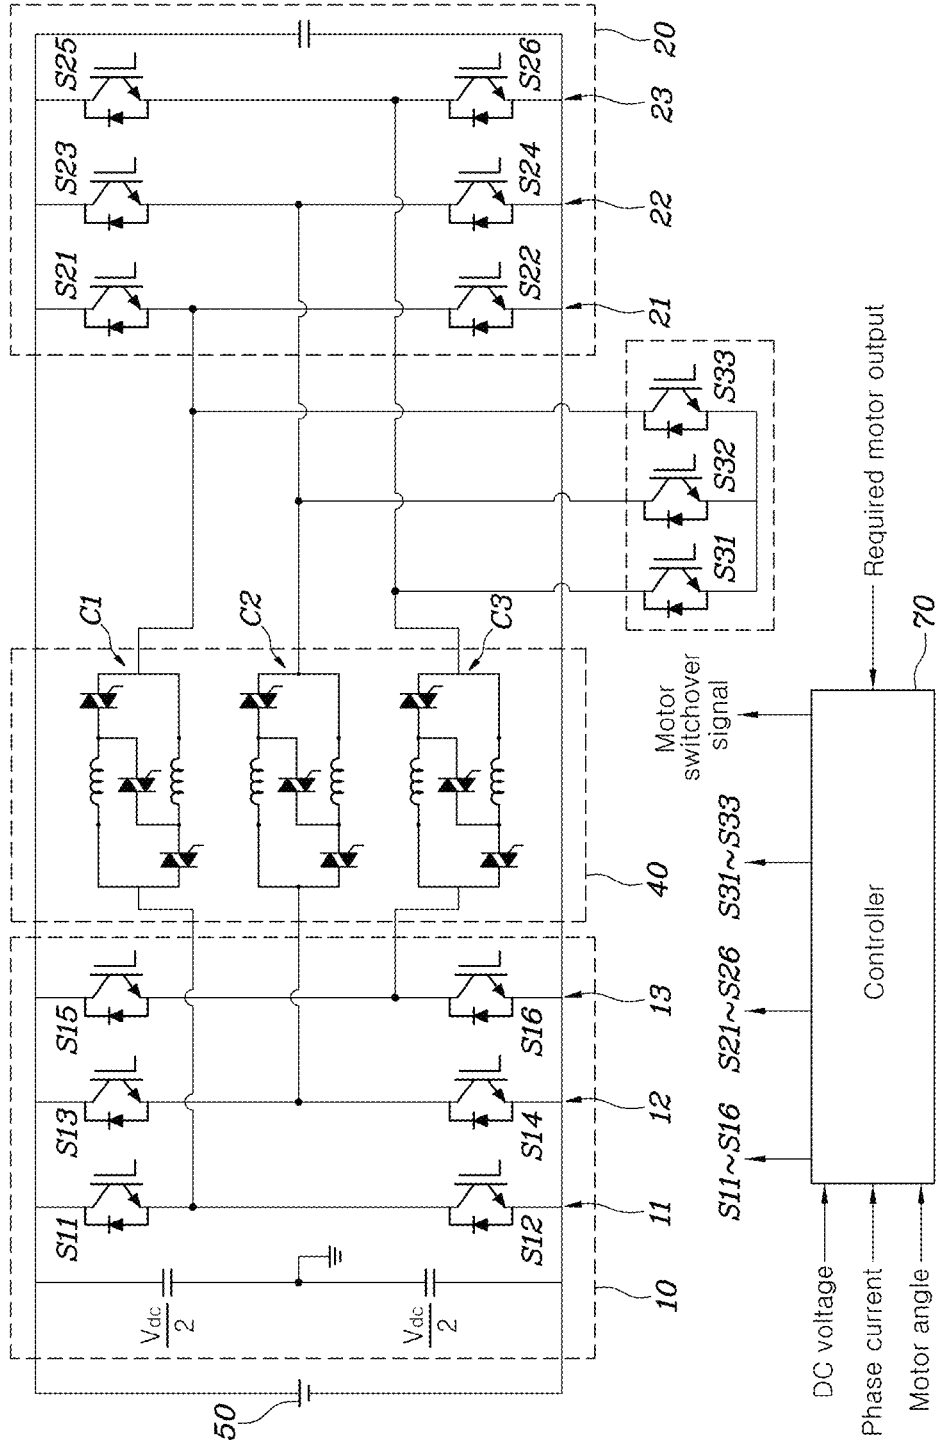 50
Vdc
2
Vdc
2
10
S11
S12
11
S13
S14
12
S15
S16
13
40
C1
C2
C3
S21
S22
21
S23
S24
22
S25
S26
23
20
S31
S32
S33
DC voltage
Phase current
Motor angle
S11~S16
S21~S26
S31~S33
Motor
switchover
signal
Controller
70
Required motor output